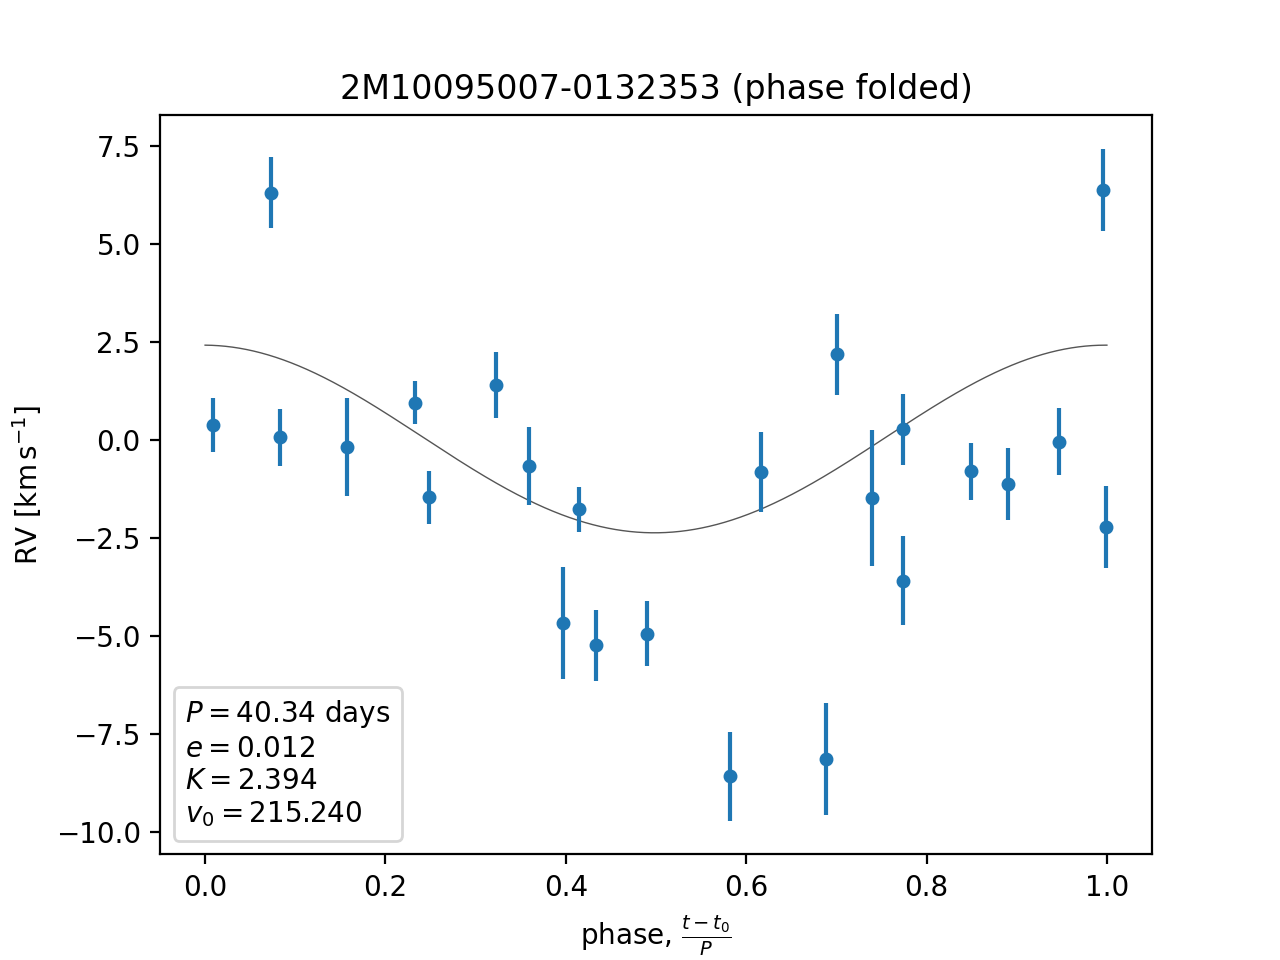 2M10095007-0132353 (phase folded)
RV [km s⁻¹]
7.5
5.0
2.5
0.0
−2.5
−5.0
−7.5
−10.0
P = 40.34 days
e = 0.012
K = 2.394
v₀ = 215.240
0.0 0.2 0.4 0.6 0.8 1.0
phase, (t − t₀)/P